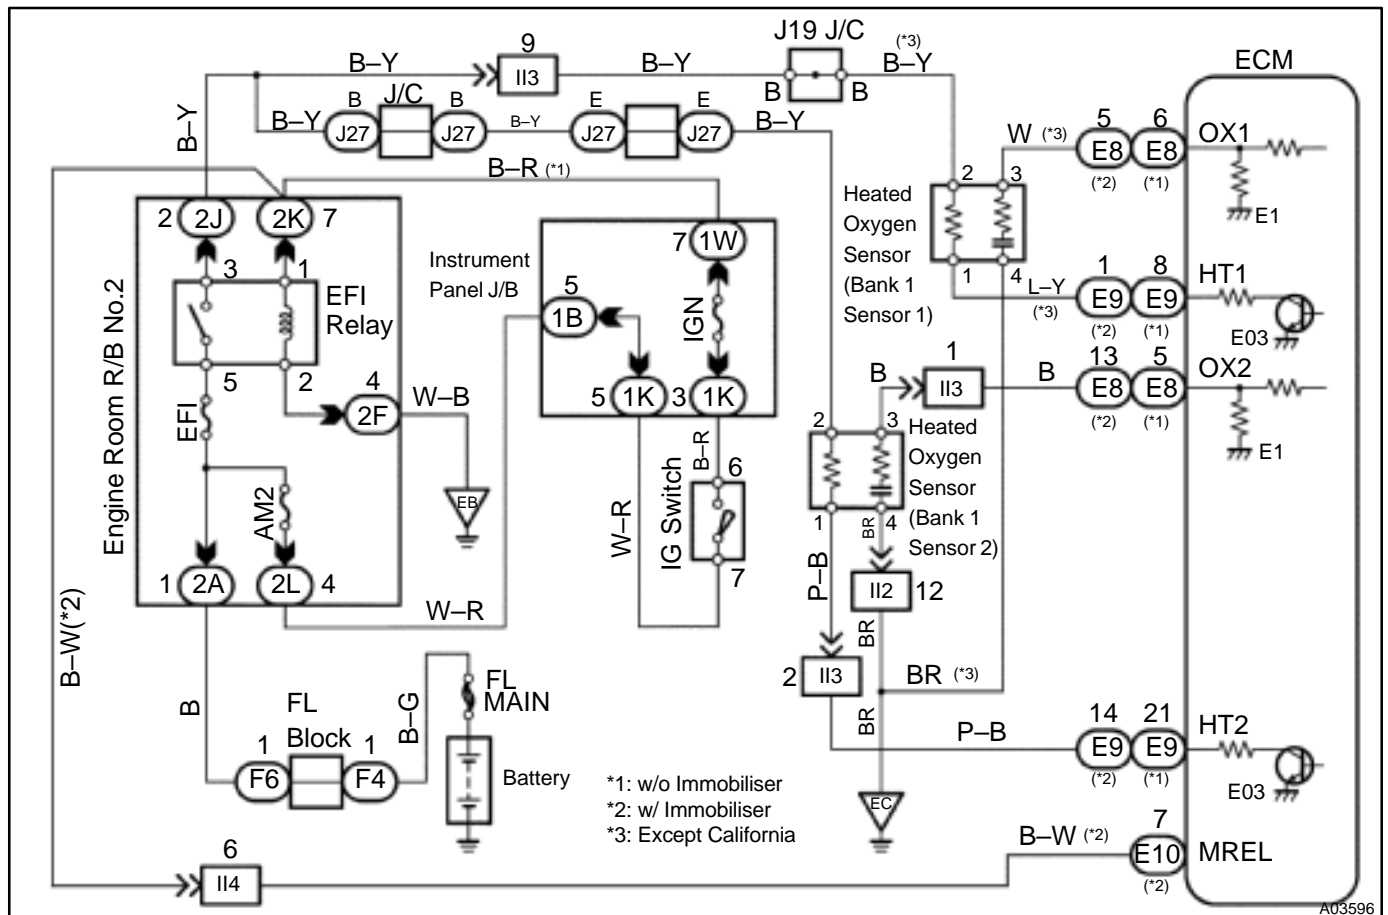 J19 J/C
(*3)
9
B–Y
II3
B–Y
B
B
B–Y
ECM
B
J/C
B
E
E
B–Y
J27
J27
B–Y
J27
J27
B–Y
B–Y
B–R (*1)
W (*3)
5
6
E8
E8
(*2)
(*1)
OX1
E1
2
2J
2K
7
3
1
EFI
Relay
5
2
EFI
4
2F
W–B
EB
AM2
1
2A
2L
4
Engine Room R/B No.2
Instrument
Panel J/B
7
1W
5
1B
IGN
5
1K
3
1K
W–R
W–R
B–R
6
IG Switch
7
Heated
Oxygen
Sensor
(Bank 1
Sensor 1)
2
3
1
4
L–Y
(*3)
1
8
E9
E9
(*2)
(*1)
HT1
E03
B
1
II3
B
13
5
E8
E8
(*2)
(*1)
OX2
E1
2
3
1
4
Heated
Oxygen
Sensor
(Bank 1
Sensor 2)
BR
P–B
II2
12
BR
2
II3
BR (*3)
BR
EC
P–B
14
21
E9
E9
(*2)
(*1)
HT2
E03
B–W(*2)
B
FL
Block
1
1
F6
F4
B–G
FL
MAIN
Battery
*1: w/o Immobiliser
*2: w/ Immobiliser
*3: Except California
6
II4
B–W (*2)
7
E10
(*2)
MREL
A03596